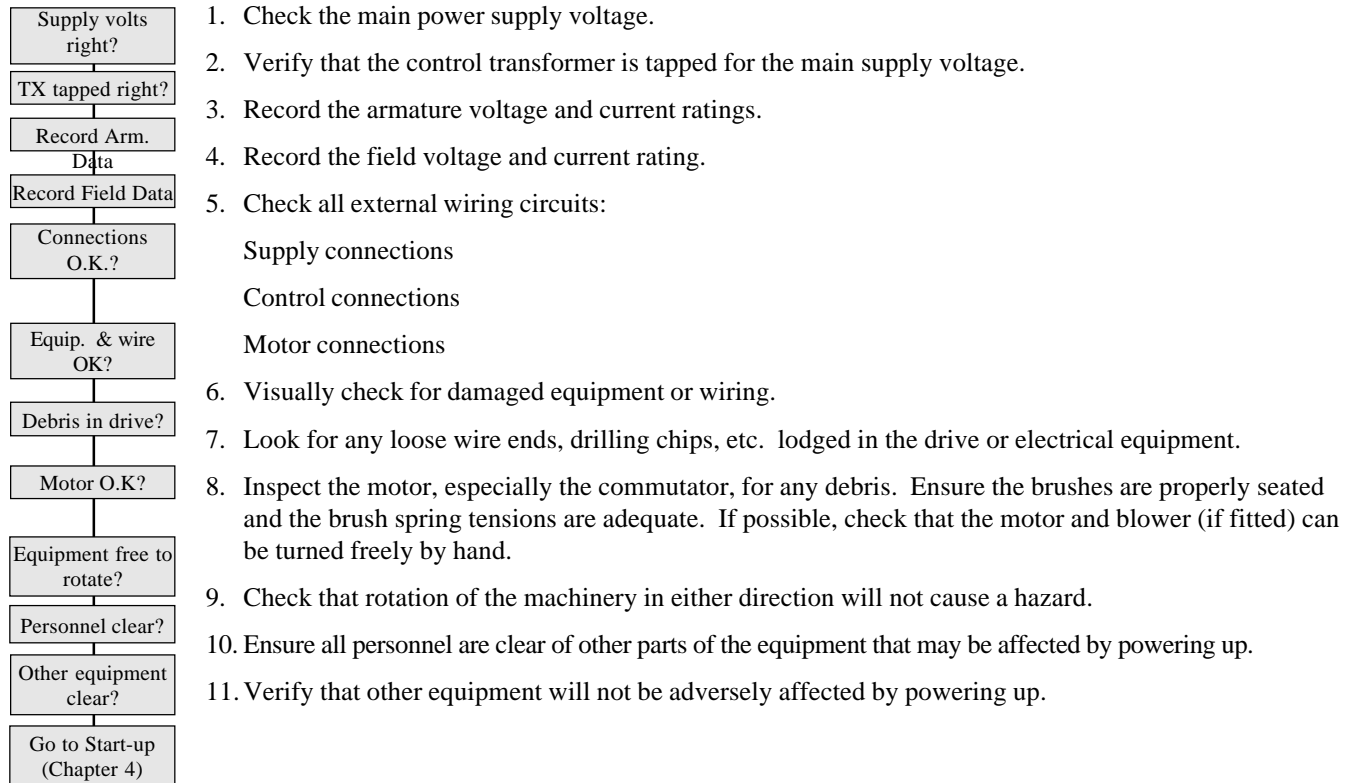 Supply volts
right?
TX tapped right?
Record Arm.
Data
Record Field Data
Connections
O.K.?
Equip. & wire
OK?
Debris in drive?
Motor O.K?
Equipment free to
rotate?
Personnel clear?
Other equipment
clear?
Go to Start-up
(Chapter 4)
1. Check the main power supply voltage.
2. Verify that the control transformer is tapped for the main supply voltage.
3. Record the armature voltage and current ratings.
4. Record the field voltage and current rating.
5. Check all external wiring circuits:
Supply connections
Control connections
Motor connections
6. Visually check for damaged equipment or wiring.
7. Look for any loose wire ends, drilling chips, etc. lodged in the drive or electrical equipment.
8. Inspect the motor, especially the commutator, for any debris. Ensure the brushes are properly seated
and the brush spring tensions are adequate. If possible, check that the motor and blower (if fitted) can
be turned freely by hand.
9. Check that rotation of the machinery in either direction will not cause a hazard.
10. Ensure all personnel are clear of other parts of the equipment that may be affected by powering up.
11. Verify that other equipment will not be adversely affected by powering up.